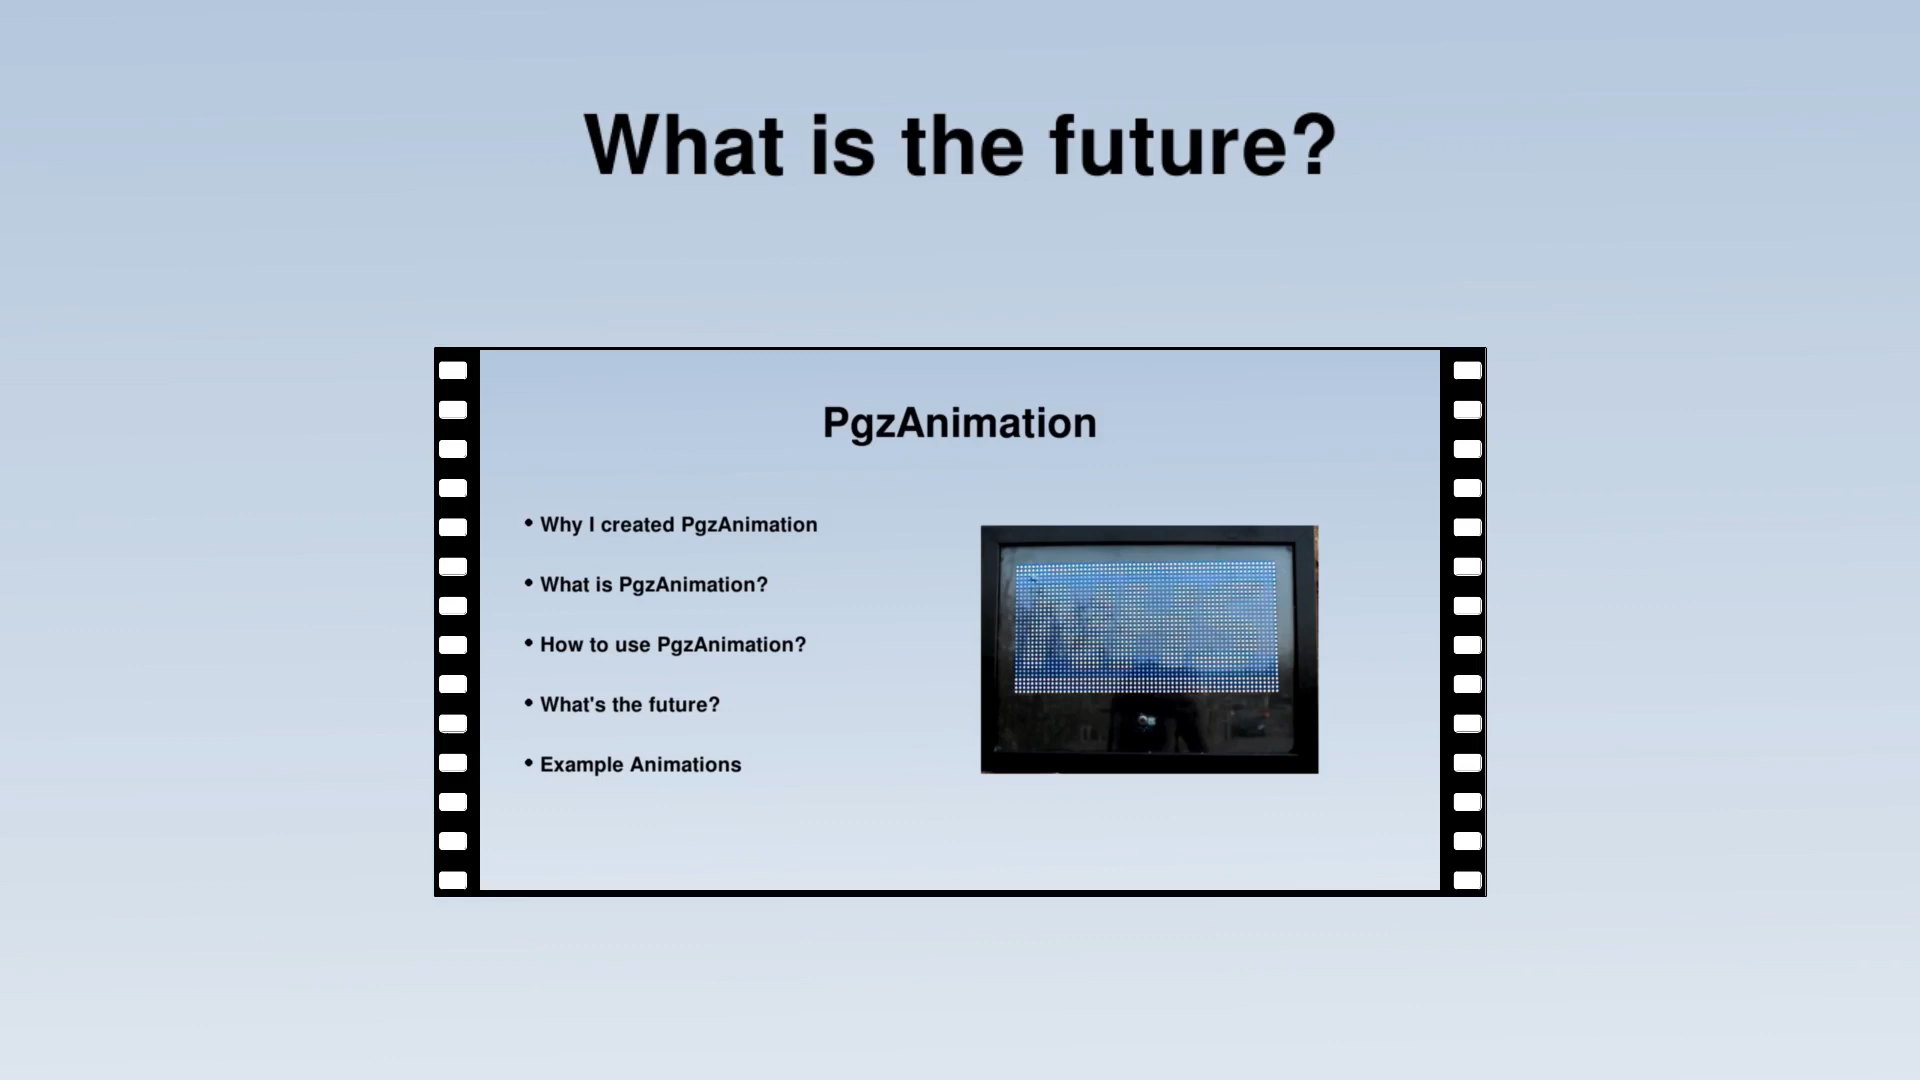 What is the future?
PgzAnimation
• Why I created PgzAnimation
• What is PgzAnimation?
• How to use PgzAnimation?
• What's the future?
• Example Animations